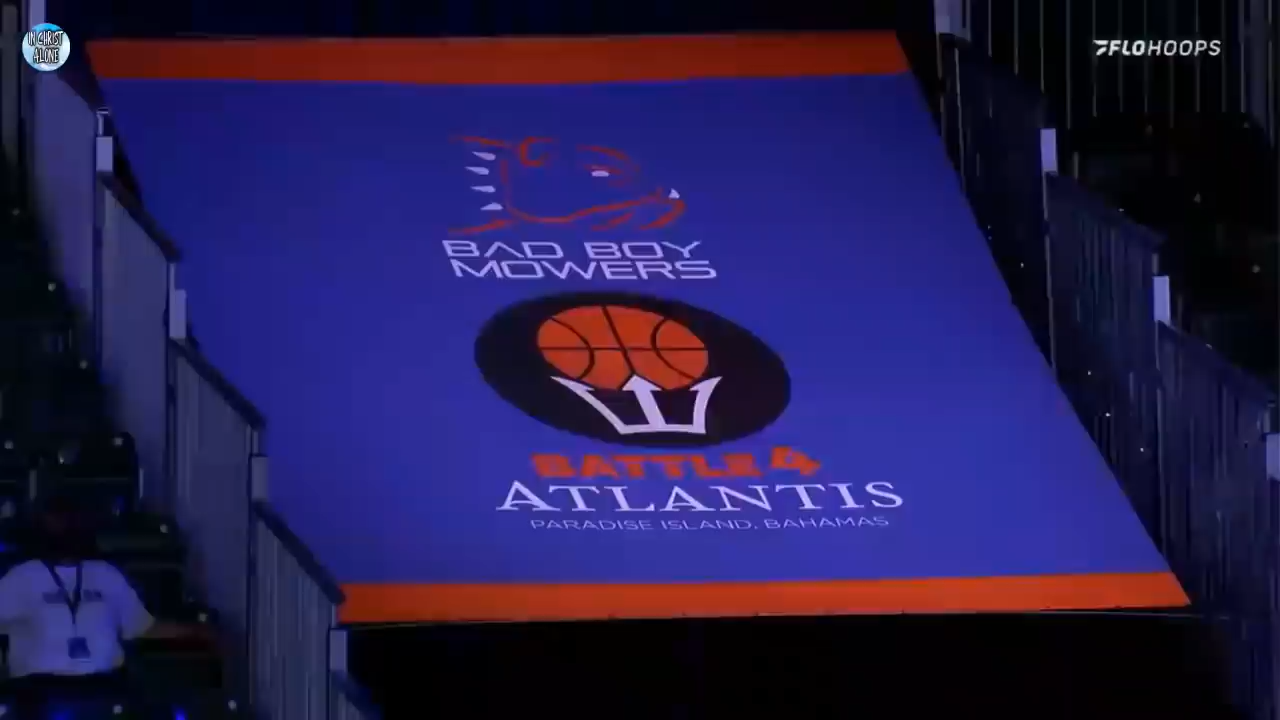 IN CHRIST
ALONE
FLOHOOPS
BAD BOY
MOWERS
BATTLE 4
ATLANTIS
PARADISE ISLAND, BAHAMAS